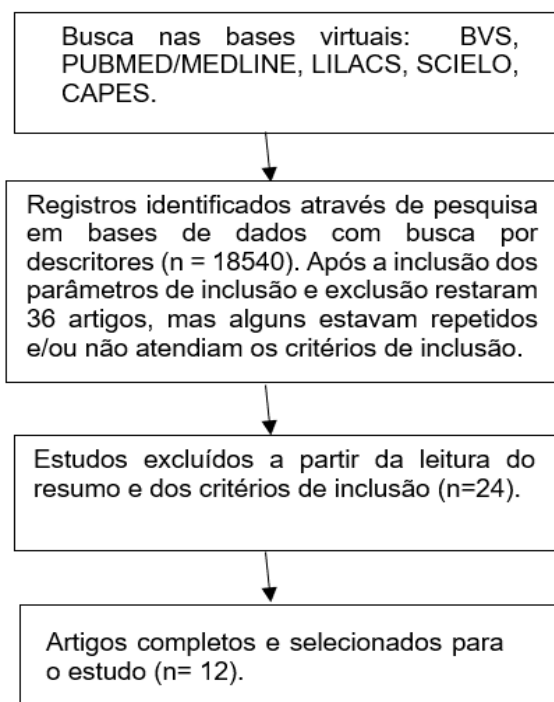 Busca nas bases virtuais: BVS,
PUBMED/MEDLINE, LILACS, SCIELO,
CAPES.
Registros identificados através de pesquisa
em bases de dados com busca por
descritores (n = 18540). Após a inclusão dos
parâmetros de inclusão e exclusão restaram
36 artigos, mas alguns estavam repetidos
e/ou não atendiam os critérios de inclusão.
Estudos excluídos a partir da leitura do
resumo e dos critérios de inclusão (n=24).
Artigos completos e selecionados para
o estudo (n= 12).